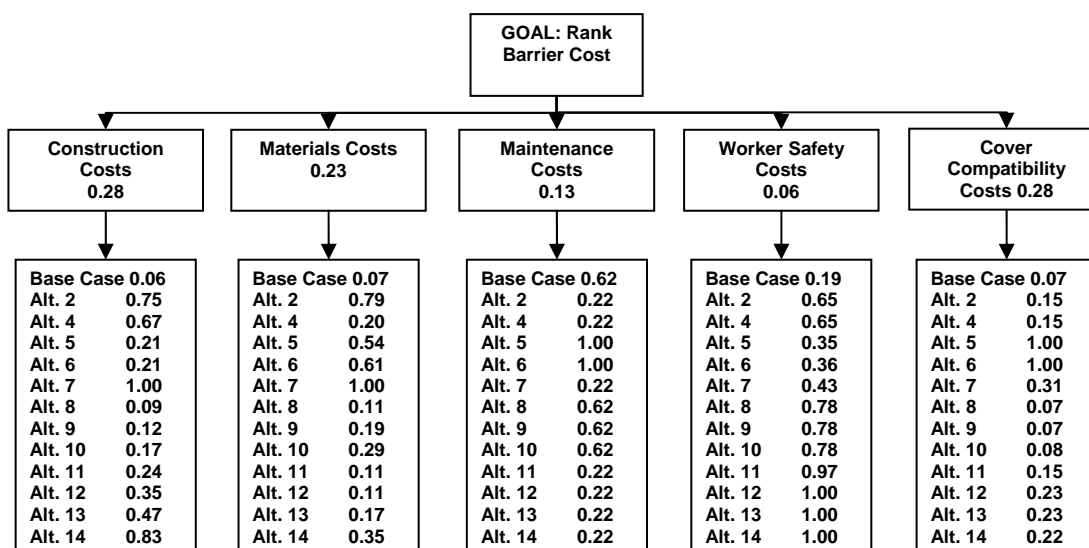 GOAL: Rank
Barrier Cost
Construction
Costs
0.28
Materials Costs
0.23
Maintenance
Costs
0.13
Worker Safety
Costs
0.06
Cover
Compatibility
Costs 0.28
Base Case 0.06
Alt. 2 0.75
Alt. 4 0.67
Alt. 5 0.21
Alt. 6 0.21
Alt. 7 1.00
Alt. 8 0.09
Alt. 9 0.12
Alt. 10 0.17
Alt. 11 0.24
Alt. 12 0.35
Alt. 13 0.47
Alt. 14 0.83
Base Case 0.07
Alt. 2 0.79
Alt. 4 0.20
Alt. 5 0.54
Alt. 6 0.61
Alt. 7 1.00
Alt. 8 0.11
Alt. 9 0.19
Alt. 10 0.29
Alt. 11 0.11
Alt. 12 0.11
Alt. 13 0.17
Alt. 14 0.35
Base Case 0.62
Alt. 2 0.22
Alt. 4 0.22
Alt. 5 1.00
Alt. 6 1.00
Alt. 7 0.22
Alt. 8 0.62
Alt. 9 0.62
Alt. 10 0.62
Alt. 11 0.22
Alt. 12 0.22
Alt. 13 0.22
Alt. 14 0.22
Base Case 0.19
Alt. 2 0.65
Alt. 4 0.65
Alt. 5 0.35
Alt. 6 0.36
Alt. 7 0.43
Alt. 8 0.78
Alt. 9 0.78
Alt. 10 0.78
Alt. 11 0.97
Alt. 12 1.00
Alt. 13 1.00
Alt. 14 1.00
Base Case 0.07
Alt. 2 0.15
Alt. 4 0.15
Alt. 5 1.00
Alt. 6 1.00
Alt. 7 0.31
Alt. 8 0.07
Alt. 9 0.07
Alt. 10 0.08
Alt. 11 0.15
Alt. 12 0.23
Alt. 13 0.23
Alt. 14 0.22